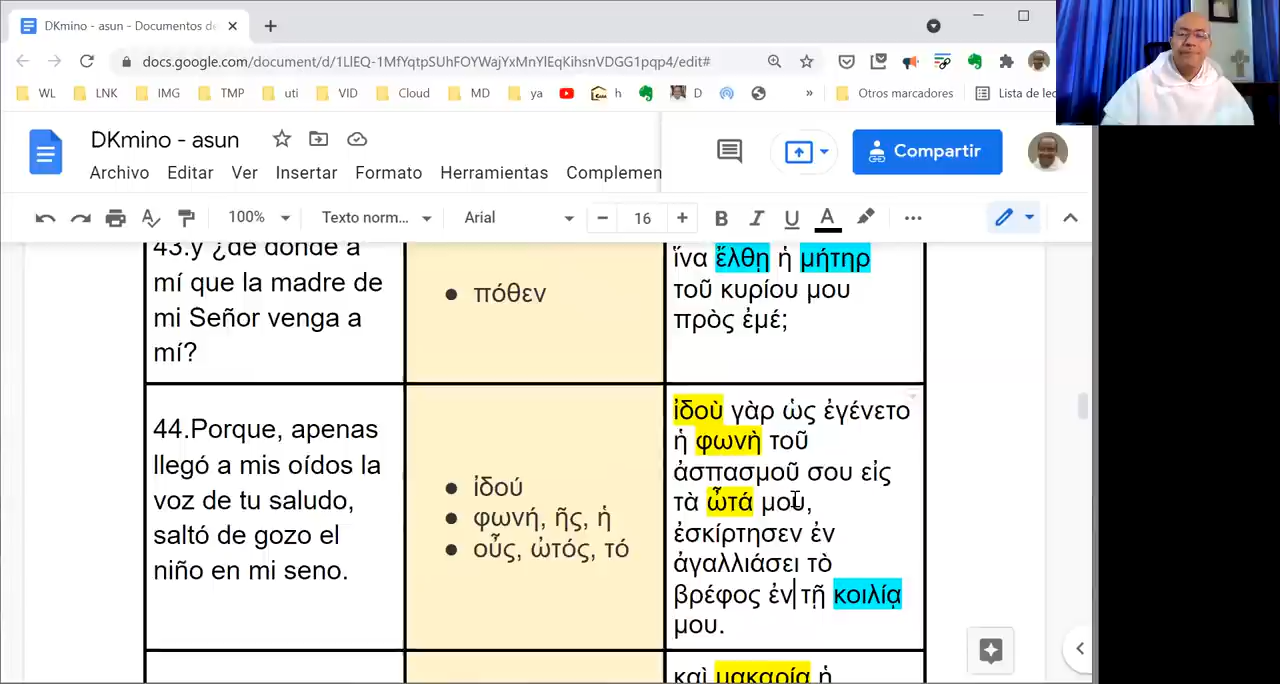 DKmino - asun - Documentos de
docs.google.com/document/d/1LlEQ-1MfYqtpSUhFOYWajYxMnYlEqKihsnVDGG1pqp4/edit#
WL LNK IMG TMP uti VID Cloud MD ya h D » Otros marcadores Lista de lec
DKmino - asun
Compartir
Archivo Editar Ver Insertar Formato Herramientas Complemen
100% Texto norm... Arial 16 B I U A
43.y ¿de dónde a
mí que la madre de
mi Señor venga a
mí?
πόθεν
ἵνα ἔλθῃ ἡ μήτηρ
τοῦ κυρίου μου
πρὸς ἐμέ;
44.Porque, apenas
llegó a mis oídos la
voz de tu saludo,
saltó de gozo el
niño en mi seno.
ἰδού
φωνή, ῆς, ἡ
οὖς, ὠτός, τό
ἰδοὺ γὰρ ὡς ἐγένετο
ἡ φωνὴ τοῦ
ἀσπασμοῦ σου εἰς
τὰ ὦτά μου,
ἐσκίρτησεν ἐν
ἀγαλλιάσει τὸ
βρέφος ἐν τῇ κοιλίᾳ
μου.
καὶ μακαρία ἡ